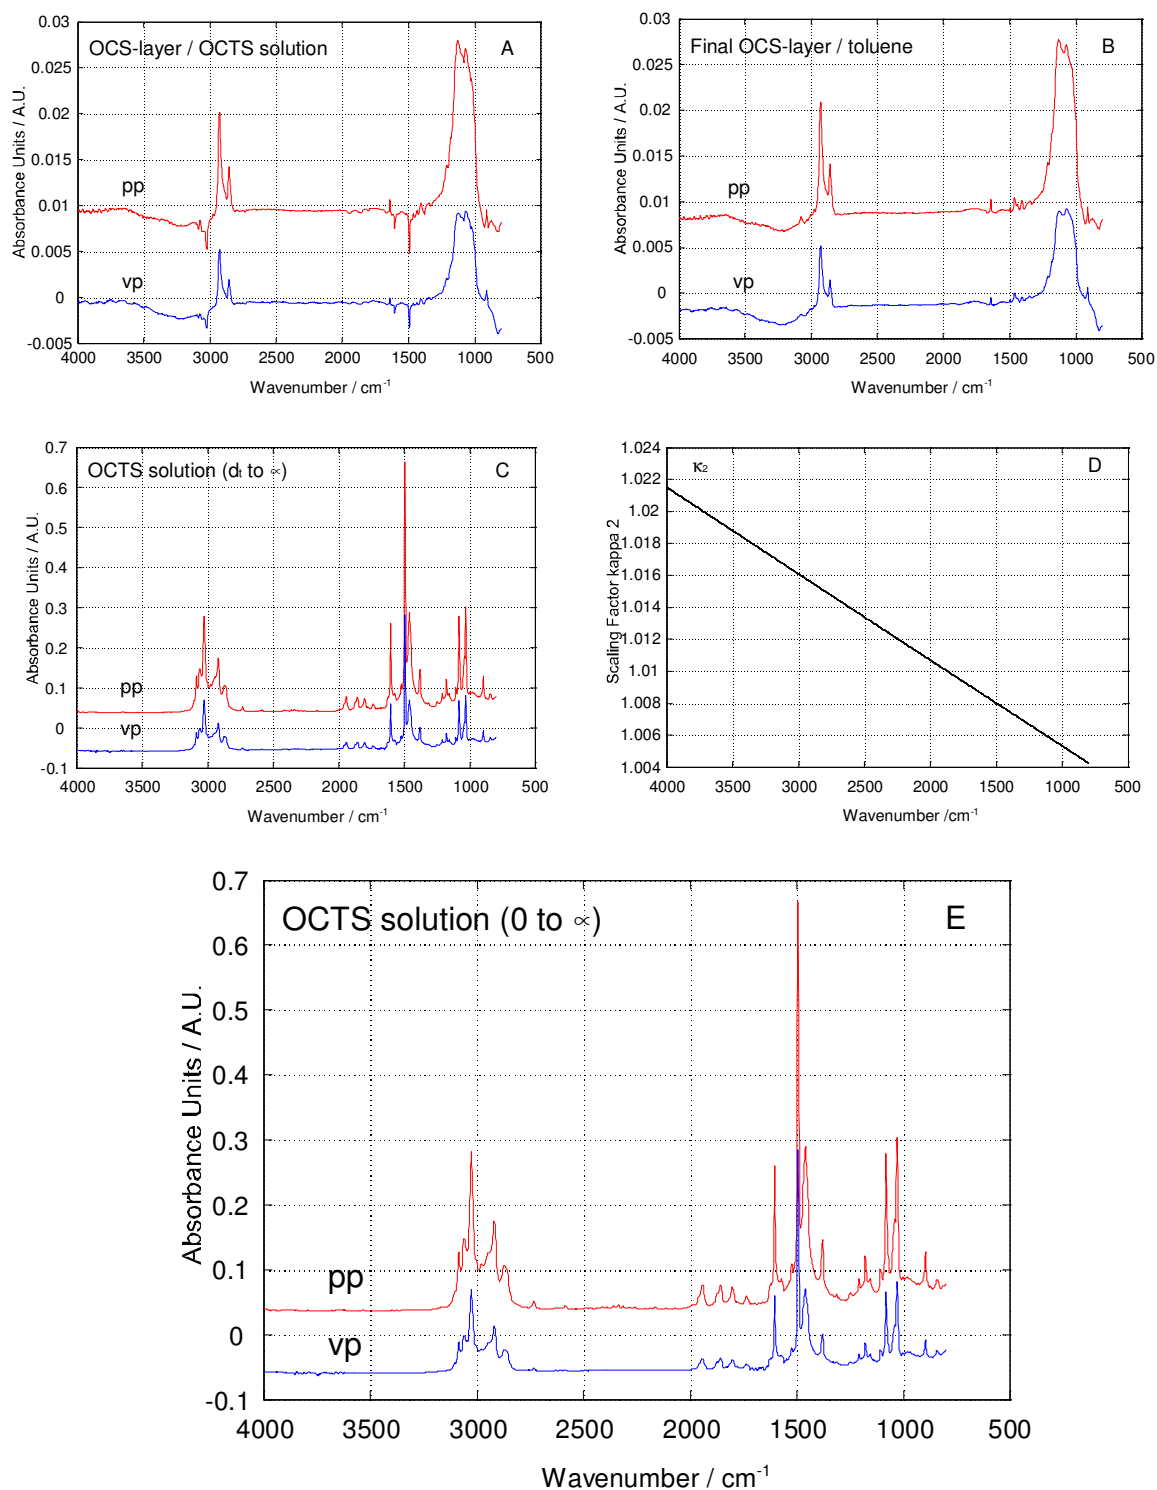 OCS-layer / OCTS solution A
Absorbance Units / A.U.
0.03
0.025
0.02
0.015
0.01
0.005
0
-0.005
pp
vp
4000 3500 3000 2500 2000 1500 1000 500
Wavenumber / cm-1
Final OCS-layer / toluene B
Absorbance Units / A.U.
0.03
0.025
0.02
0.015
0.01
0.005
0
-0.005
pp
vp
4000 3500 3000 2500 2000 1500 1000 500
Wavenumber / cm-1
OCTS solution (dt to ∝) C
Absorbance Units / A.U.
0.7
0.6
0.5
0.4
0.3
0.2
0.1
0
-0.1
pp
vp
4000 3500 3000 2500 2000 1500 1000 500
Wavenumber / cm-1
κ2 D
Scaling Factor kappa 2
1.024
1.022
1.02
1.018
1.016
1.014
1.012
1.01
1.008
1.006
1.004
4000 3500 3000 2500 2000 1500 1000 500
Wavenumber /cm-1
OCTS solution (0 to ∝) E
Absorbance Units / A.U.
0.7
0.6
0.5
0.4
0.3
0.2
0.1
0
-0.1
pp
vp
4000 3500 3000 2500 2000 1500 1000 500
Wavenumber / cm-1